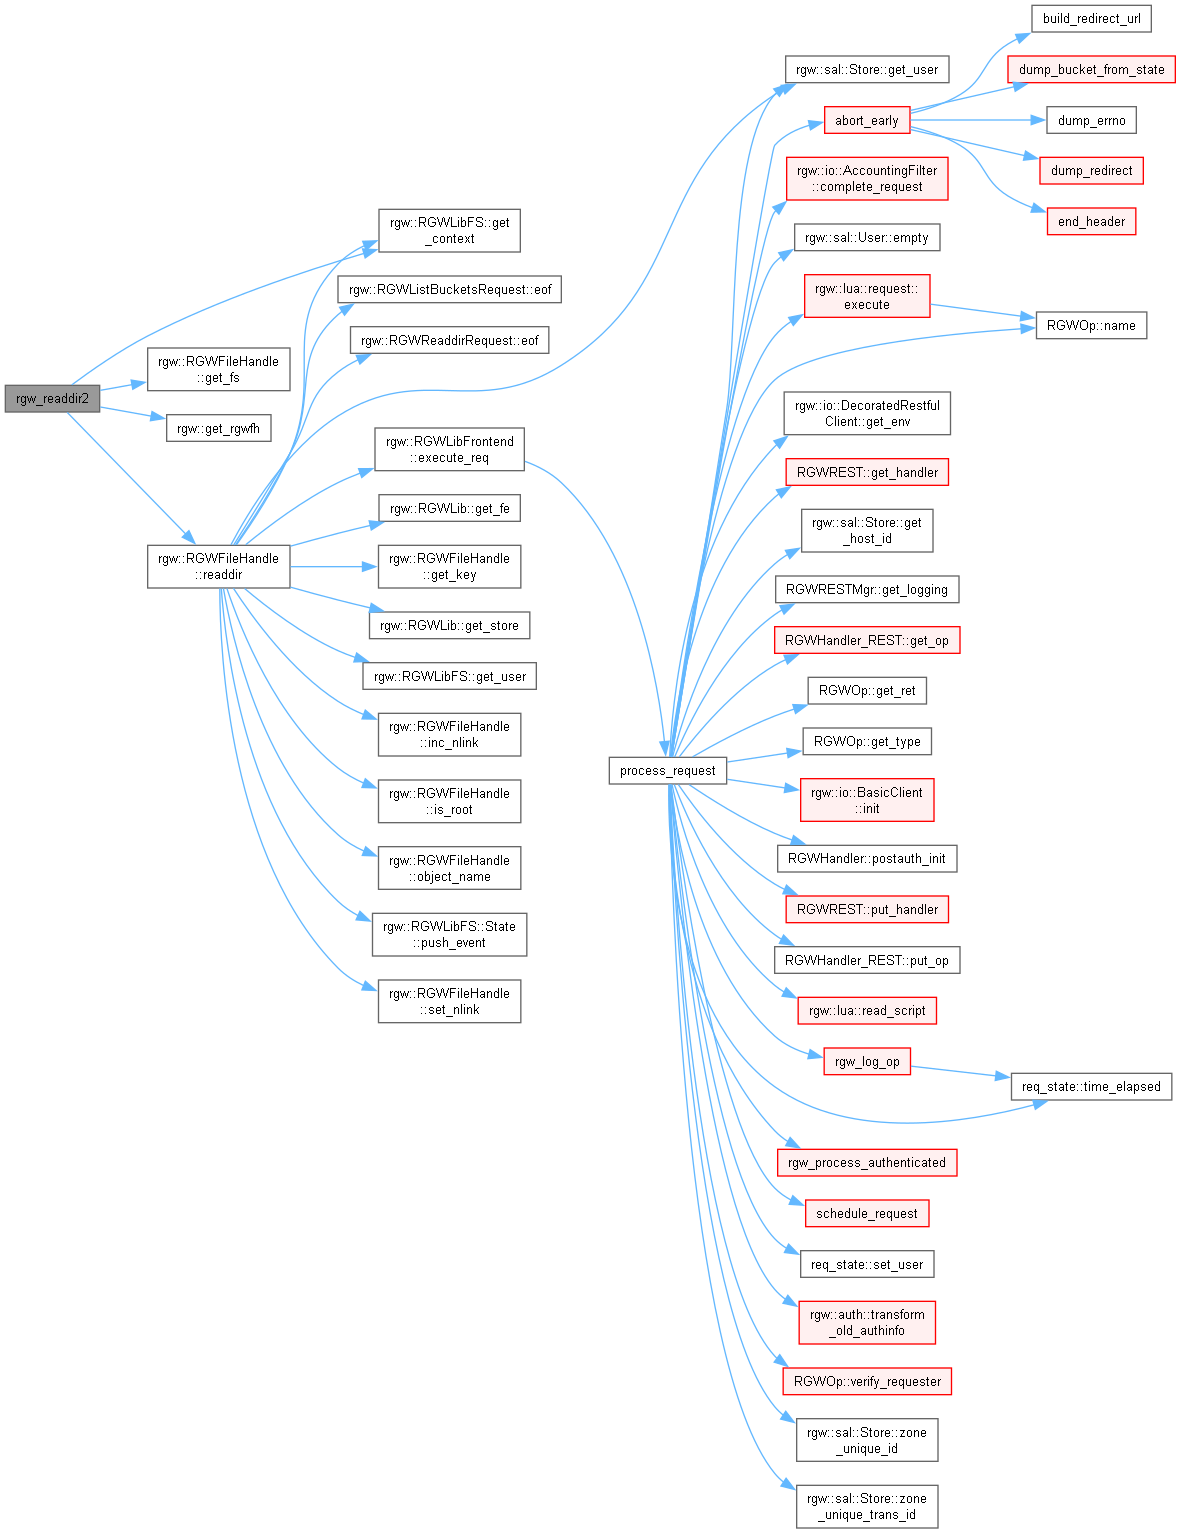 rgw_readdir2
rgw::RGWLibFS::get
_context
rgw::RGWFileHandle
::get_fs
rgw::get_rgwfh
rgw::RGWFileHandle
::readdir
rgw::RGWListBucketsRequest::eof
rgw::RGWReaddirRequest::eof
rgw::RGWLibFrontend
::execute_req
rgw::RGWLib::get_fe
rgw::RGWFileHandle
::get_key
rgw::RGWLib::get_store
rgw::RGWLibFS::get_user
rgw::RGWFileHandle
::inc_nlink
rgw::RGWFileHandle
::is_root
rgw::RGWFileHandle
::object_name
rgw::RGWLibFS::State
::push_event
rgw::RGWFileHandle
::set_nlink
process_request
rgw::sal::Store::get_user
abort_early
rgw::io::AccountingFilter
::complete_request
rgw::sal::User::empty
rgw::lua::request::
execute
rgw::io::DecoratedRestful
Client::get_env
RGWREST::get_handler
rgw::sal::Store::get
_host_id
RGWRESTMgr::get_logging
RGWHandler_REST::get_op
RGWOp::get_ret
RGWOp::get_type
rgw::io::BasicClient
::init
RGWHandler::postauth_init
RGWREST::put_handler
RGWHandler_REST::put_op
rgw::lua::read_script
rgw_log_op
rgw_process_authenticated
schedule_request
req_state::set_user
rgw::auth::transform
_old_authinfo
RGWOp::verify_requester
rgw::sal::Store::zone
_unique_id
rgw::sal::Store::zone
_unique_trans_id
build_redirect_url
dump_bucket_from_state
dump_errno
dump_redirect
end_header
RGWOp::name
req_state::time_elapsed